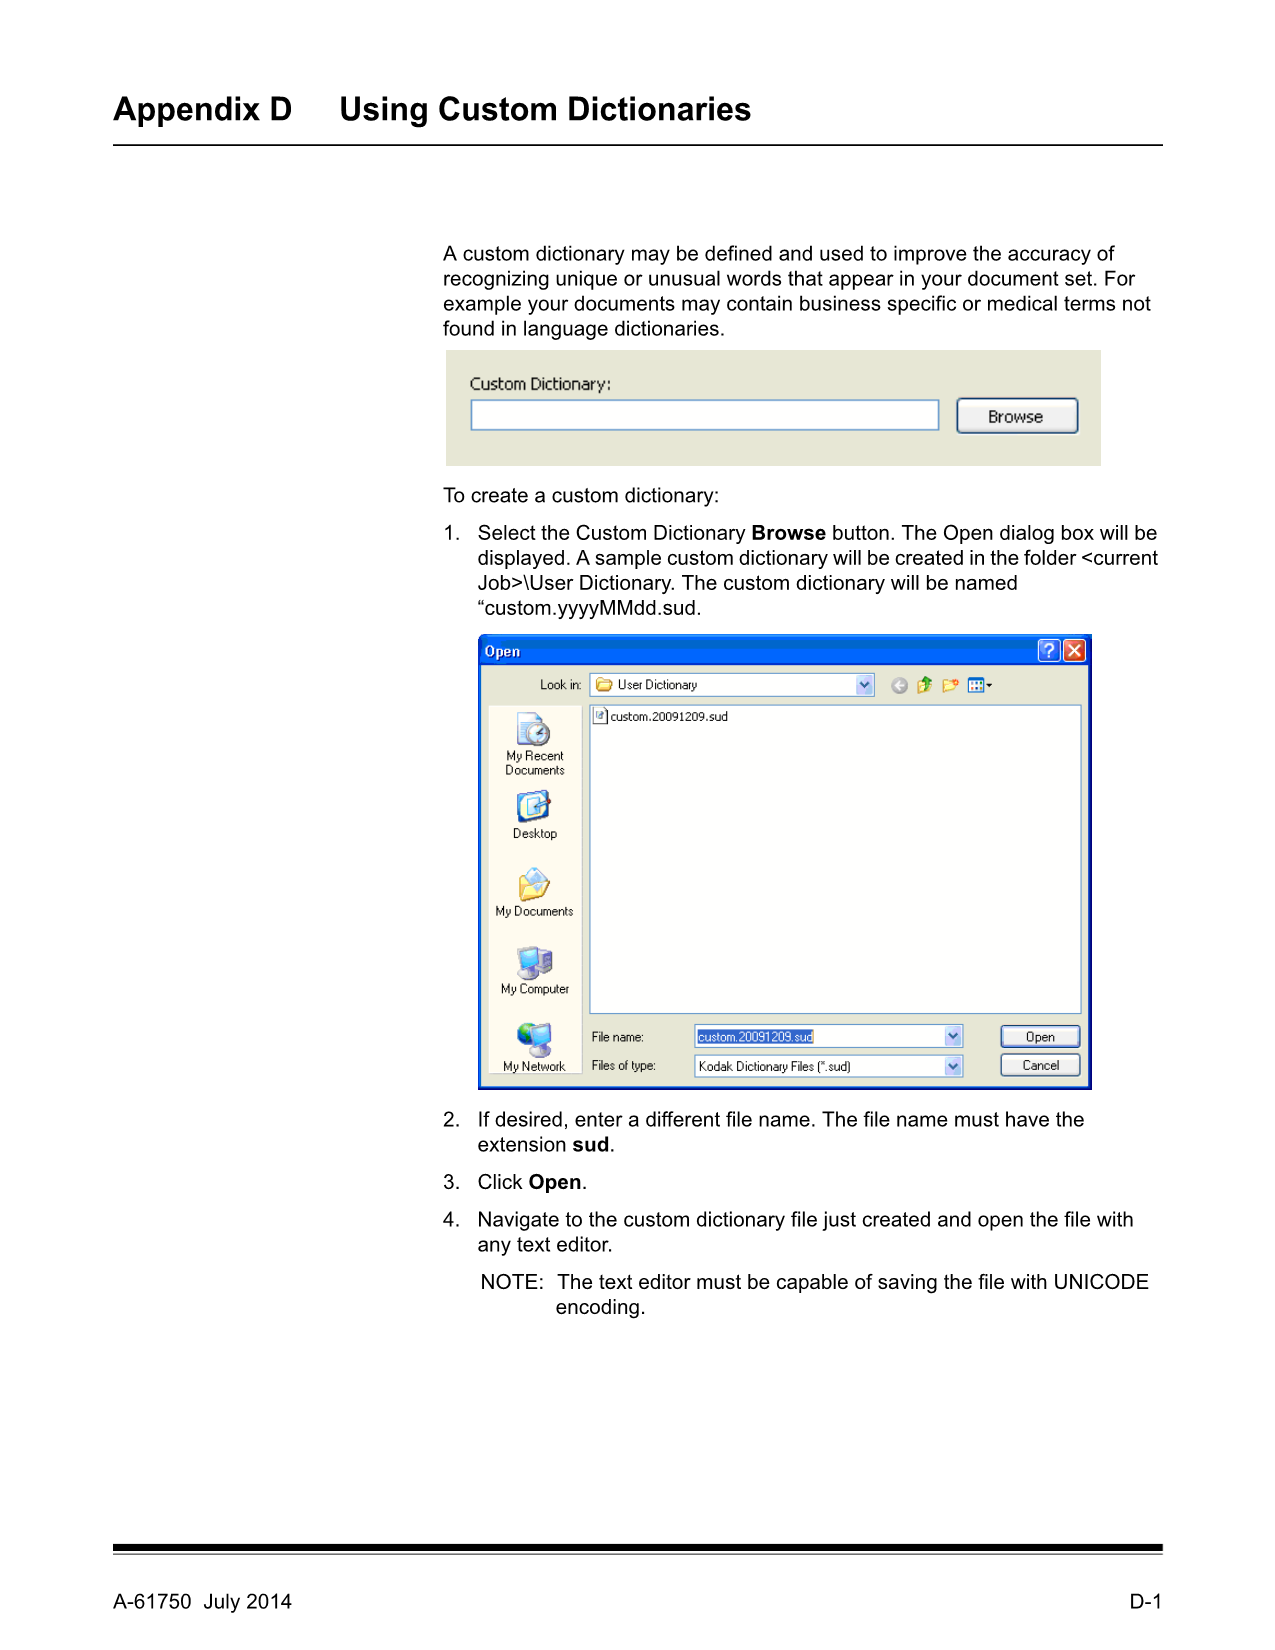 Appendix D Using Custom Dictionaries
A custom dictionary may be defined and used to improve the accuracy of
recognizing unique or unusual words that appear in your document set. For
example your documents may contain business specific or medical terms not
found in language dictionaries.
Custom Dictionary:
Browse
To create a custom dictionary:
1. Select the Custom Dictionary Browse button. The Open dialog box will be
displayed. A sample custom dictionary will be created in the folder <current
Job>\User Dictionary. The custom dictionary will be named
“custom.yyyyMMdd.sud.
Open
Look in: User Dictionary
custom.20091209.sud
My Recent
Documents
Desktop
My Documents
My Computer
My Network
File name: custom.20091209.sud Open
Files of type: Kodak Dictionary Files (*.sud) Cancel
2. If desired, enter a different file name. The file name must have the
extension sud.
3. Click Open.
4. Navigate to the custom dictionary file just created and open the file with
any text editor.
NOTE: The text editor must be capable of saving the file with UNICODE
encoding.
A-61750 July 2014 D-1